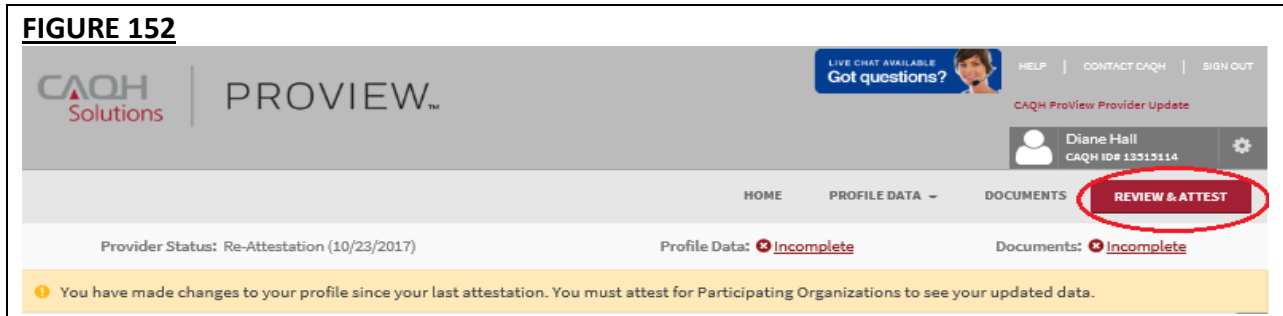 FIGURE 152
CAQH
Solutions
PROVIEW™
LIVE CHAT AVAILABLE
Got questions?
HELP | CONTACT CAQH | SIGN OUT
CAQH ProView Provider Update
Diane Hall
CAQH ID# 13515114
HOME PROFILE DATA DOCUMENTS REVIEW & ATTEST
Provider Status: Re-Attestation (10/23/2017) Profile Data: Incomplete Documents: Incomplete
You have made changes to your profile since your last attestation. You must attest for Participating Organizations to see your updated data.